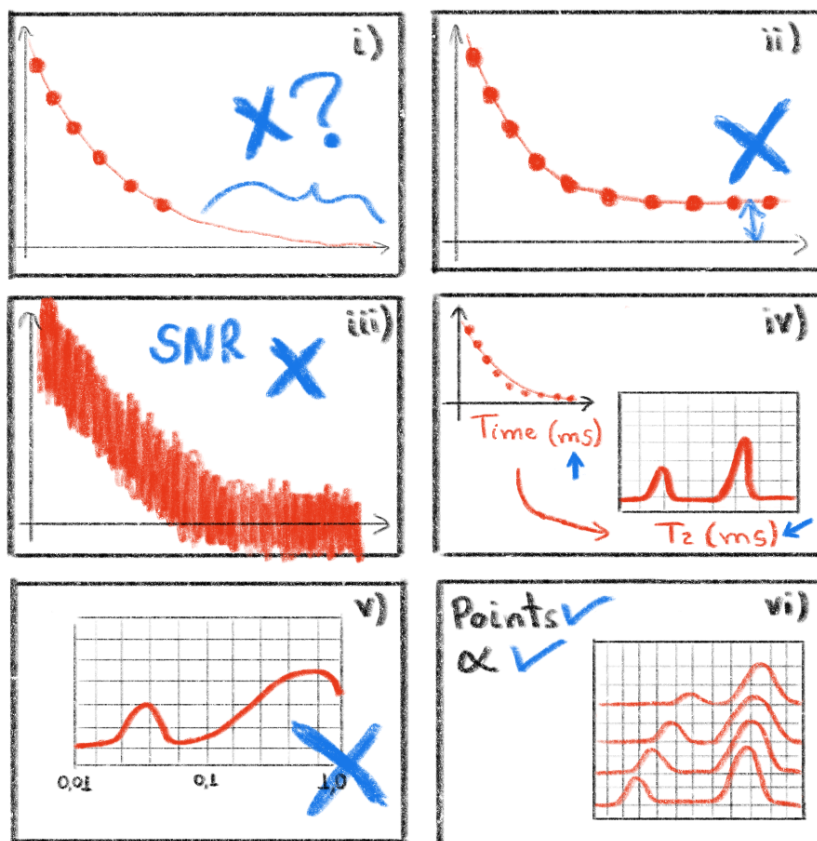 i)
x?
ii)
iii)
SNR
iv)
Time (ms)
T2 (ms)
v)
0,01 0,1 1,0
vi)
Points ✓
α ✓